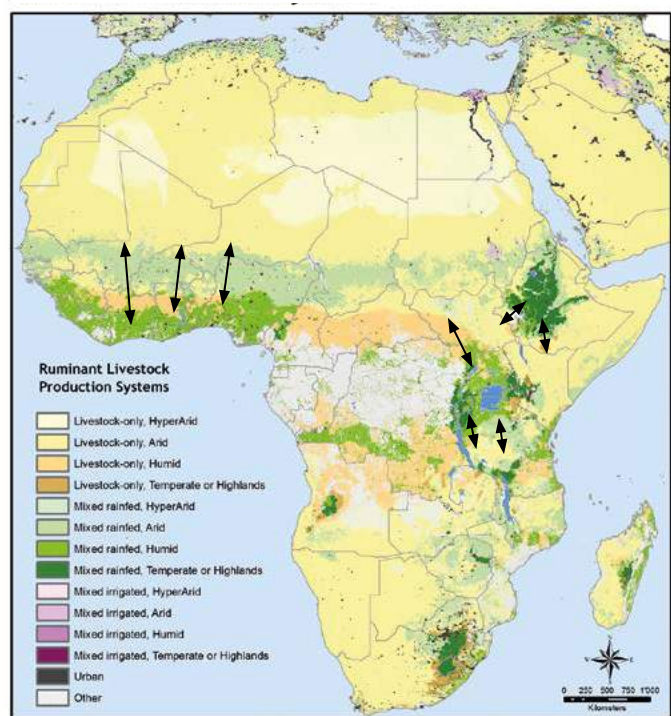 Ruminant Livestock
Production Systems
Livestock-only, HyperArid
Livestock-only, Arid
Livestock-only, Humid
Livestock-only, Temperate or Highlands
Mixed rainfed, HyperArid
Mixed rainfed, Arid
Mixed rainfed, Humid
Mixed rainfed, Temperate or Highlands
Mixed irrigated, HyperArid
Mixed irrigated, Arid
Mixed irrigated, Humid
Mixed irrigated, Temperate or Highlands
Urban
Other
0 250 500 750 1'000
Kilometers